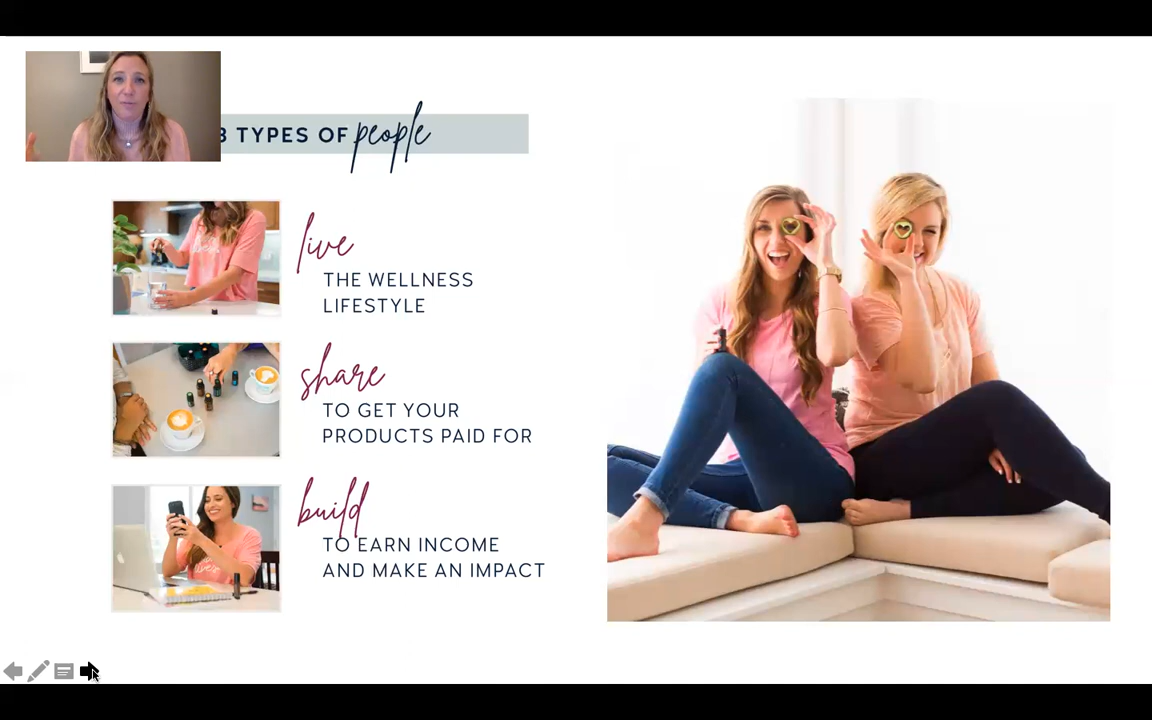 3 TYPES OF people
live
THE WELLNESS
LIFESTYLE
share
TO GET YOUR
PRODUCTS PAID FOR
build
TO EARN INCOME
AND MAKE AN IMPACT